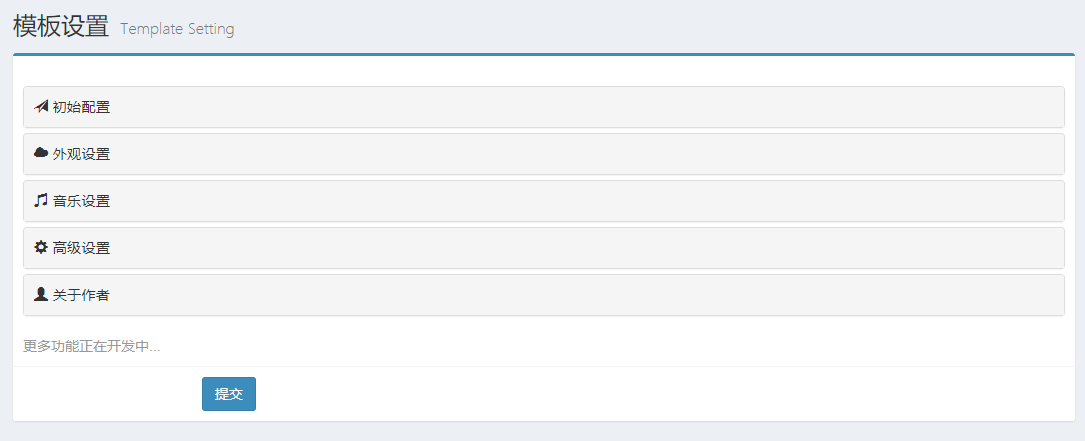 模板设置 Template Setting
初始配置
外观设置
音乐设置
高级设置
关于作者
更多功能正在开发中...
提交